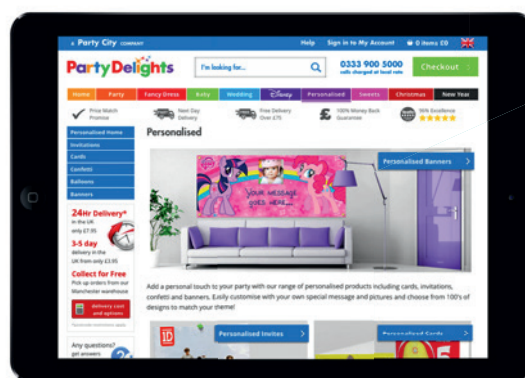 A Party City COMPANY
Help Sign in to My Account 0 items £0
Party Delights
I'm looking for...
0333 900 5000
calls charged at local rate
Checkout
Home Party Fancy Dress Baby Wedding Disney Personalised Sweets Christmas New Year
Price Match
Promise
Next Day
Delivery
Free Delivery
Over £75
100% Money Back
Guarantee
96% Excellence
Personalised Home
Invitations
Cards
Confetti
Balloons
Banners
Personalised
YOUR MESSAGE
GOES HERE...
Personalised Banners
24Hr Delivery*
in the UK
only £7.95
3-5 day
delivery in the
UK from only £3.95
Collect for Free
Pick up orders from our
Manchester warehouse
delivery cost
and options
Any questions?
get answers
Add a personal touch to your party with our range of personalised products including cards, invitations,
confetti and banners. Easily customise with your own special message and pictures and choose from 100's of
designs to match your theme!
1D
Personalised Invites
Personalised Cards